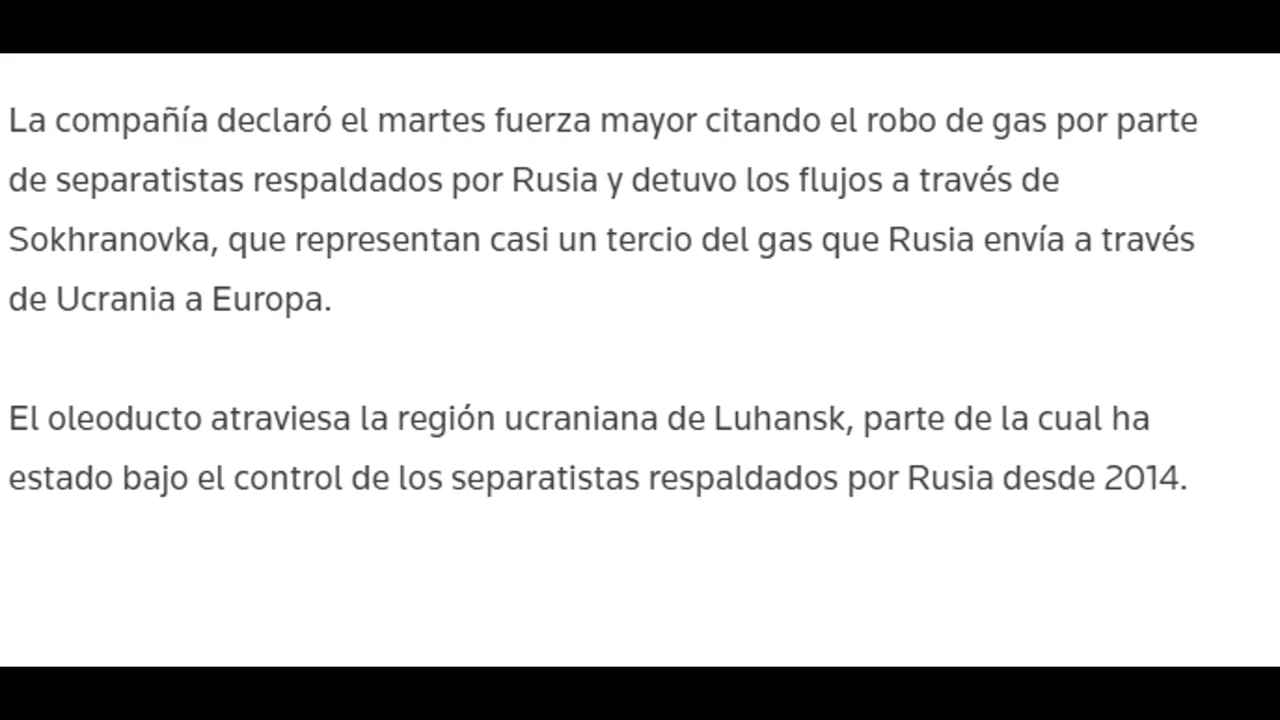 La compañía declaró el martes fuerza mayor citando el robo de gas por parte
de separatistas respaldados por Rusia y detuvo los flujos a través de
Sokhranovka, que representan casi un tercio del gas que Rusia envía a través
de Ucrania a Europa.
El oleoducto atraviesa la región ucraniana de Luhansk, parte de la cual ha
estado bajo el control de los separatistas respaldados por Rusia desde 2014.